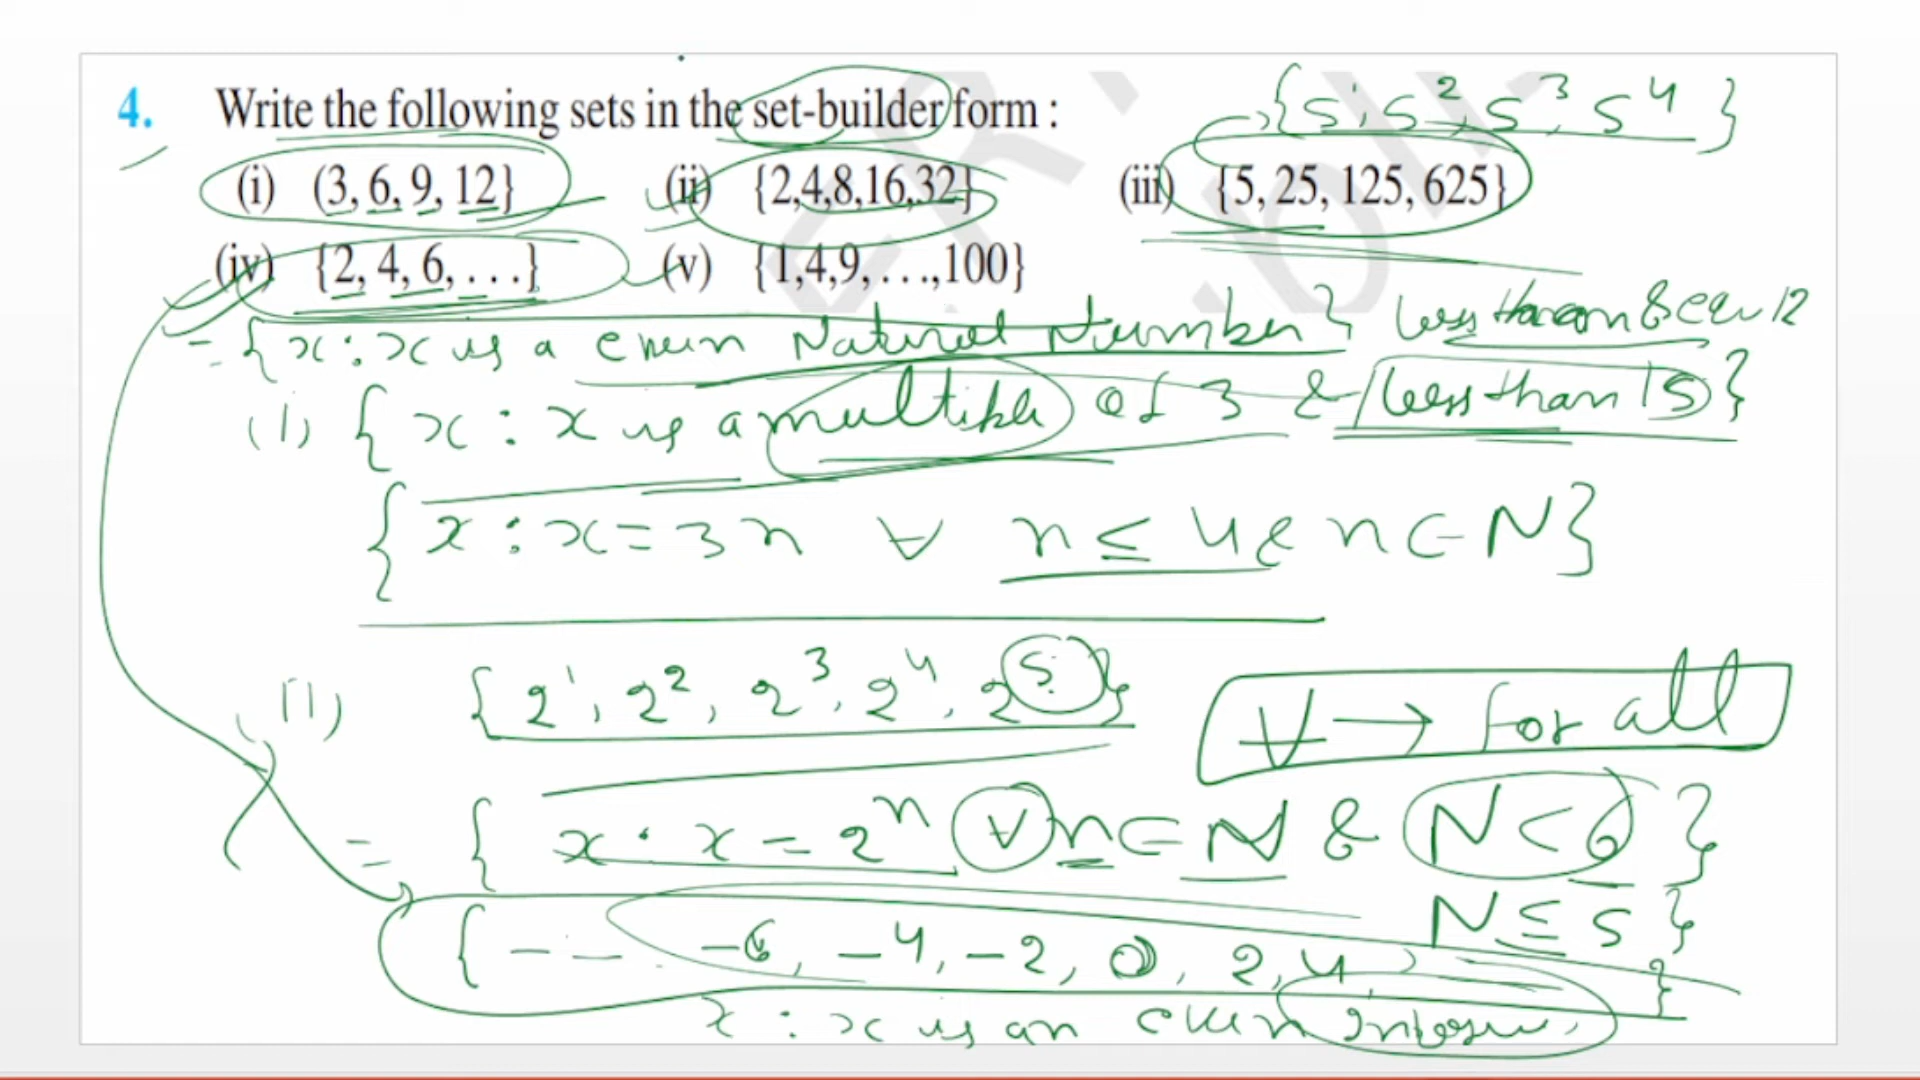 4. Write the following sets in the set-builder form :
{5¹, 5², 5³, 5⁴}
(i) (3, 6, 9, 12} (ii) {2,4,8,16,32} (iii) {5, 25, 125, 625}
(iv) {2, 4, 6, . . .} (v) {1,4,9, . . .,100}
= {x : x is a even Natural Number} less than & equ 12
(i) { x : x is a multiple of 3 & less than 15}
{ x : x = 3n ∀ n ≤ 4 & n ∈ N}
(ii) { 2¹, 2², 2³, 2⁴, 2⁵ }
∀ → for all
= { x : x = 2ⁿ ∀ n ∈ N & N < 6 }
N ≤ 5 }
{ - - - -6, -4, -2, 0, 2, 4 }
x : x is an even Integer.